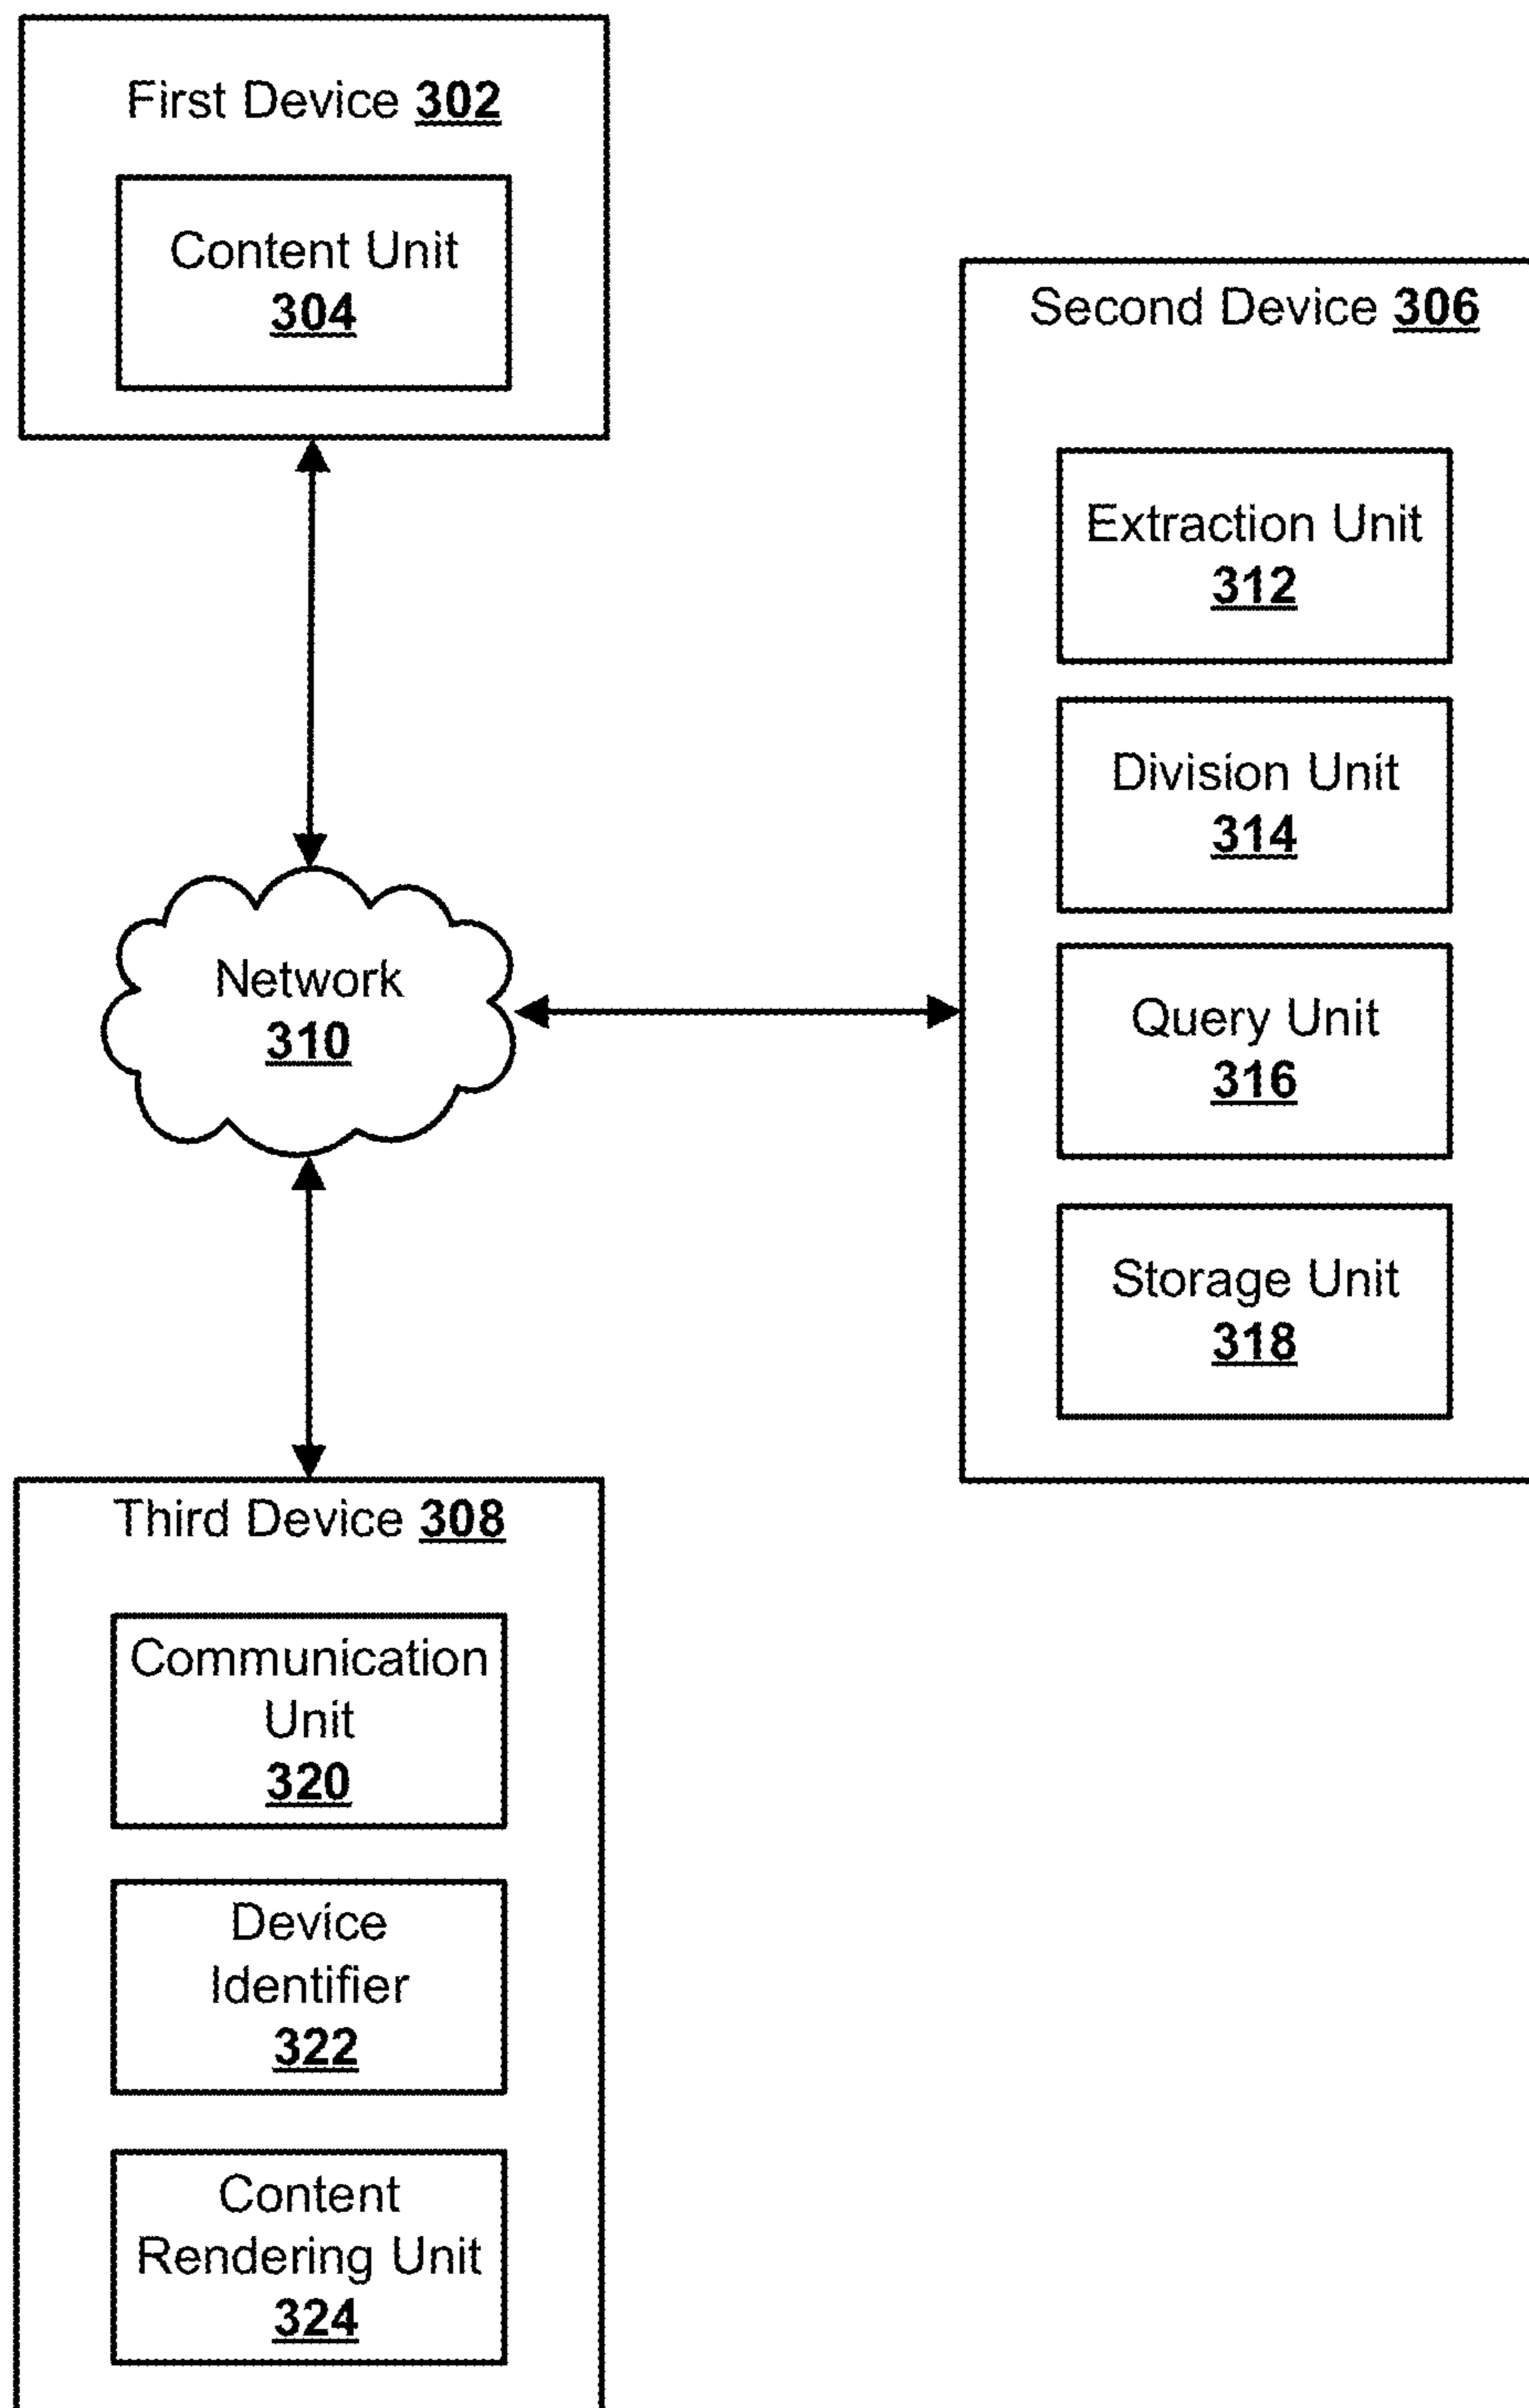 First Device 302
Content Unit
304
Second Device 306
Extraction Unit
312
Division Unit
314
Network
310
Query Unit
316
Storage Unit
318
Third Device 308
Communication
Unit
320
Device
Identifier
322
Content
Rendering Unit
324